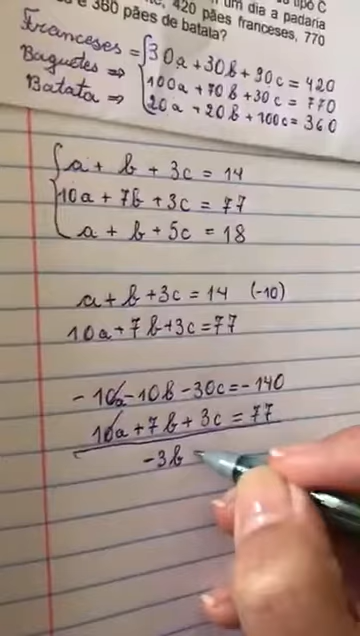 um dia a padaria
420 pães franceses, 770
e 360 pães de batata?
Franceses = 30a + 30b + 90c = 420
Baguetes ⇒ 100a + 70b + 30c = 770
Batata ⇒ 20a + 20b + 100c = 360
a + b + 3c = 14
10a + 7b + 3c = 77
a + b + 5c = 18
a + b + 3c = 14 (-10)
10a + 7b + 3c = 77
-10a - 10b - 30c = -140
10a + 7b + 3c = 77
-3b -